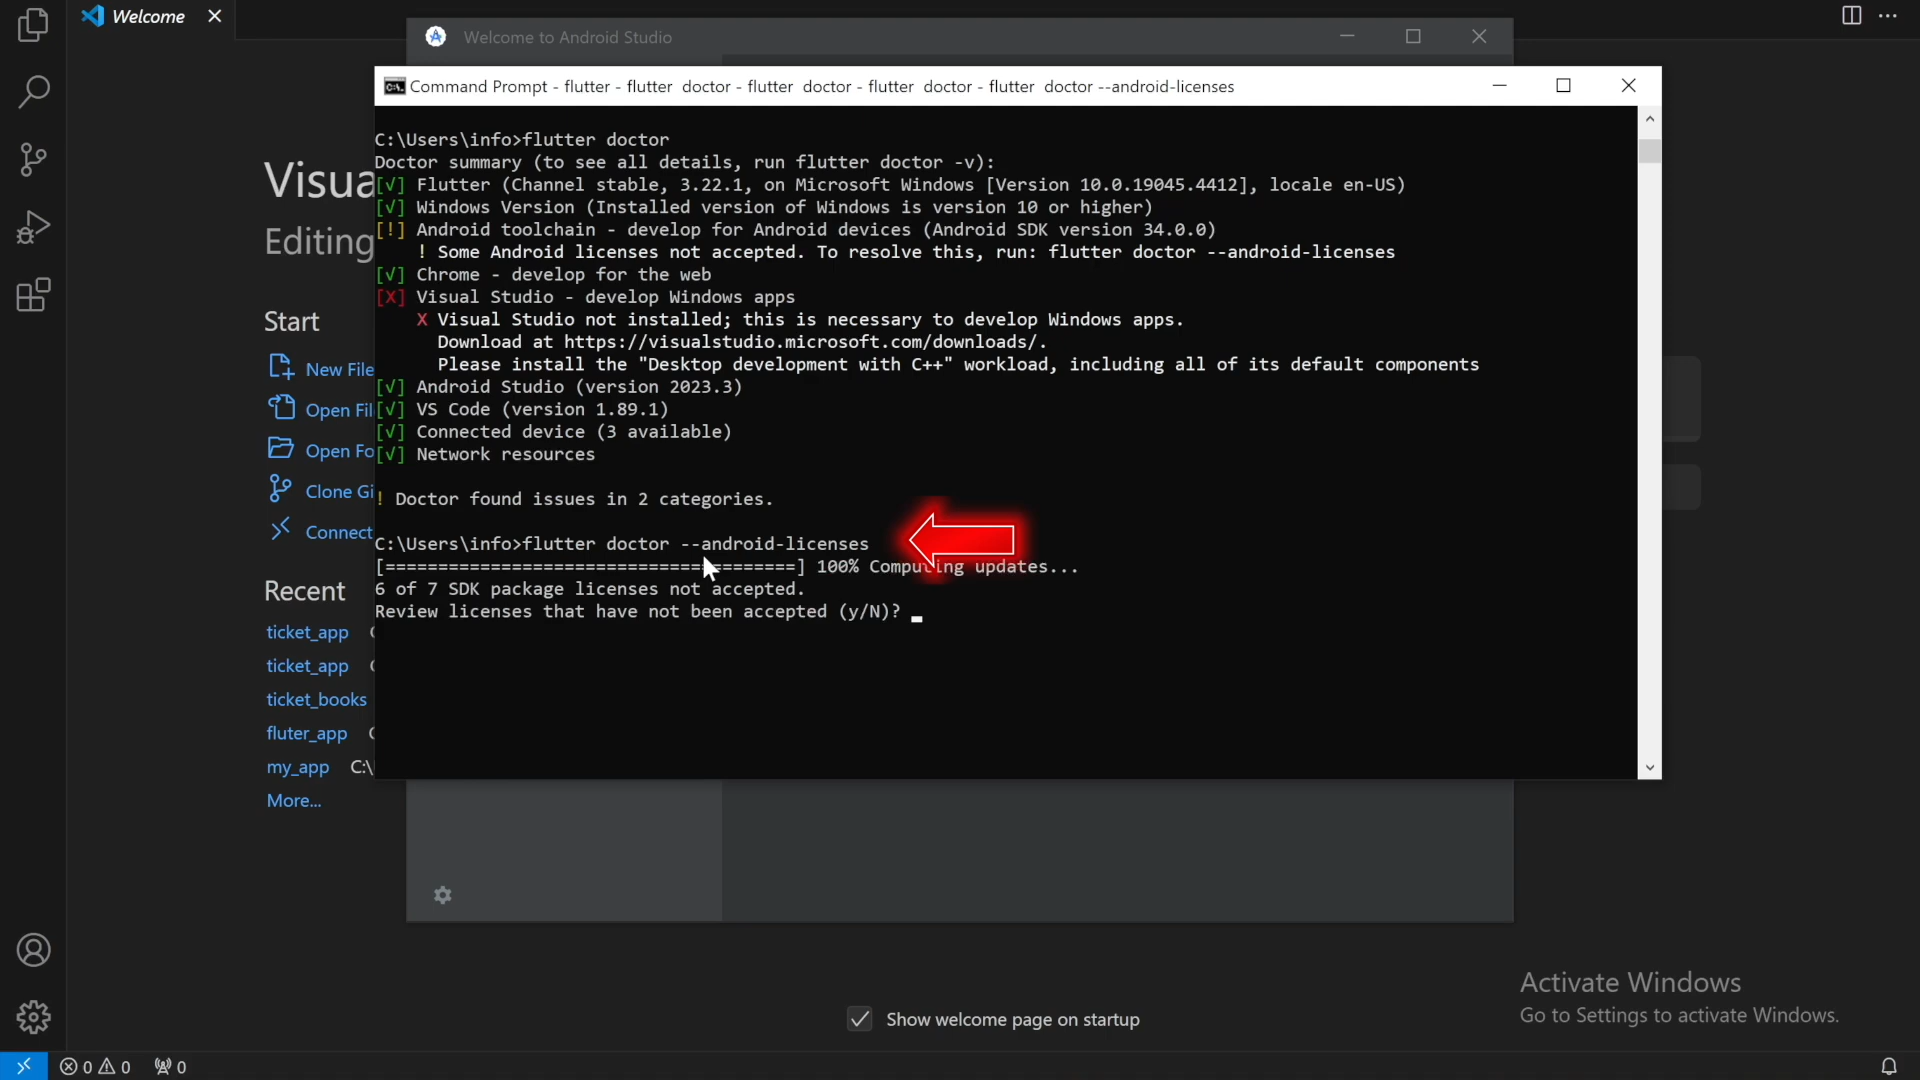 Welcome
Welcome to Android Studio
Command Prompt - flutter - flutter  doctor - flutter  doctor - flutter  doctor - flutter  doctor --android-licenses
C:\Users\info>flutter doctor
Doctor summary (to see all details, run flutter doctor -v):
[√] Flutter (Channel stable, 3.22.1, on Microsoft Windows [Version 10.0.19045.4412], locale en-US)
[√] Windows Version (Installed version of Windows is version 10 or higher)
[!] Android toolchain - develop for Android devices (Android SDK version 34.0.0)
! Some Android licenses not accepted. To resolve this, run: flutter doctor --android-licenses
[√] Chrome - develop for the web
[X] Visual Studio - develop Windows apps
X Visual Studio not installed; this is necessary to develop Windows apps.
Download at https://visualstudio.microsoft.com/downloads/.
Please install the "Desktop development with C++" workload, including all of its default components
[√] Android Studio (version 2023.3)
[√] VS Code (version 1.89.1)
[√] Connected device (3 available)
[√] Network resources
! Doctor found issues in 2 categories.
C:\Users\info>flutter doctor --android-licenses
[=======================================] 100% Computing updates...
6 of 7 SDK package licenses not accepted.
Review licenses that have not been accepted (y/N)? _
Visua
Editing
Start
New File
Open Fil
Open Fo
Clone Gi
Connect
Recent
ticket_app
ticket_app
ticket_books
fluter_app
my_app C:\
More...
Show welcome page on startup
Activate Windows
Go to Settings to activate Windows.
0 0 0